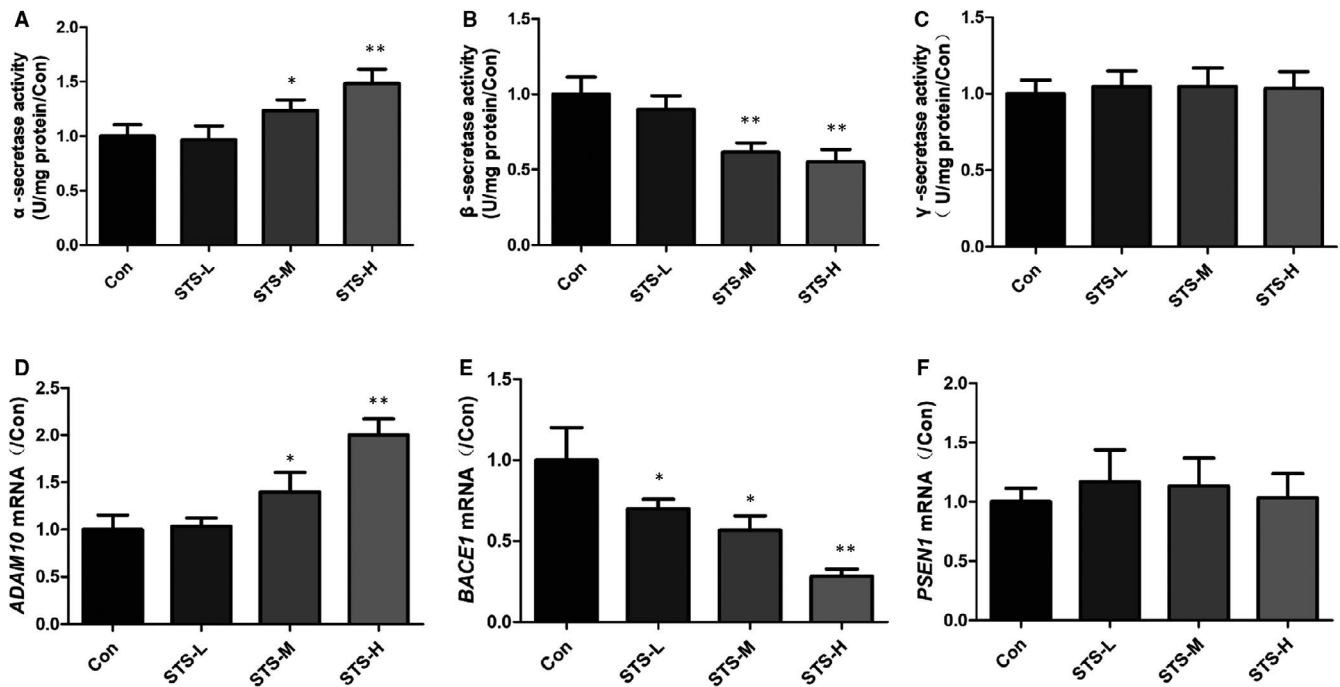 A
α -secretase activity
(U/mg protein/Con)
2.0
1.5
1.0
0.5
0.0
*
**
Con
STS-L
STS-M
STS-H
B
β -secretase activity
(U/mg protein/Con)
1.5
1.0
0.5
0.0
**
**
Con
STS-L
STS-M
STS-H
C
γ -secretase activity
（ U/mg protein/Con）
1.5
1.0
0.5
0.0
Con
STS-L
STS-M
STS-H
D
ADAM10 mRNA（/Con)
2.5
2.0
1.5
1.0
0.5
0.0
*
**
Con
STS-L
STS-M
STS-H
E
BACE1 mRNA（/Con)
1.5
1.0
0.5
0.0
*
*
**
Con
STS-L
STS-M
STS-H
F
PSEN1 mRNA（/Con)
2.0
1.5
1.0
0.5
0.0
Con
STS-L
STS-M
STS-H